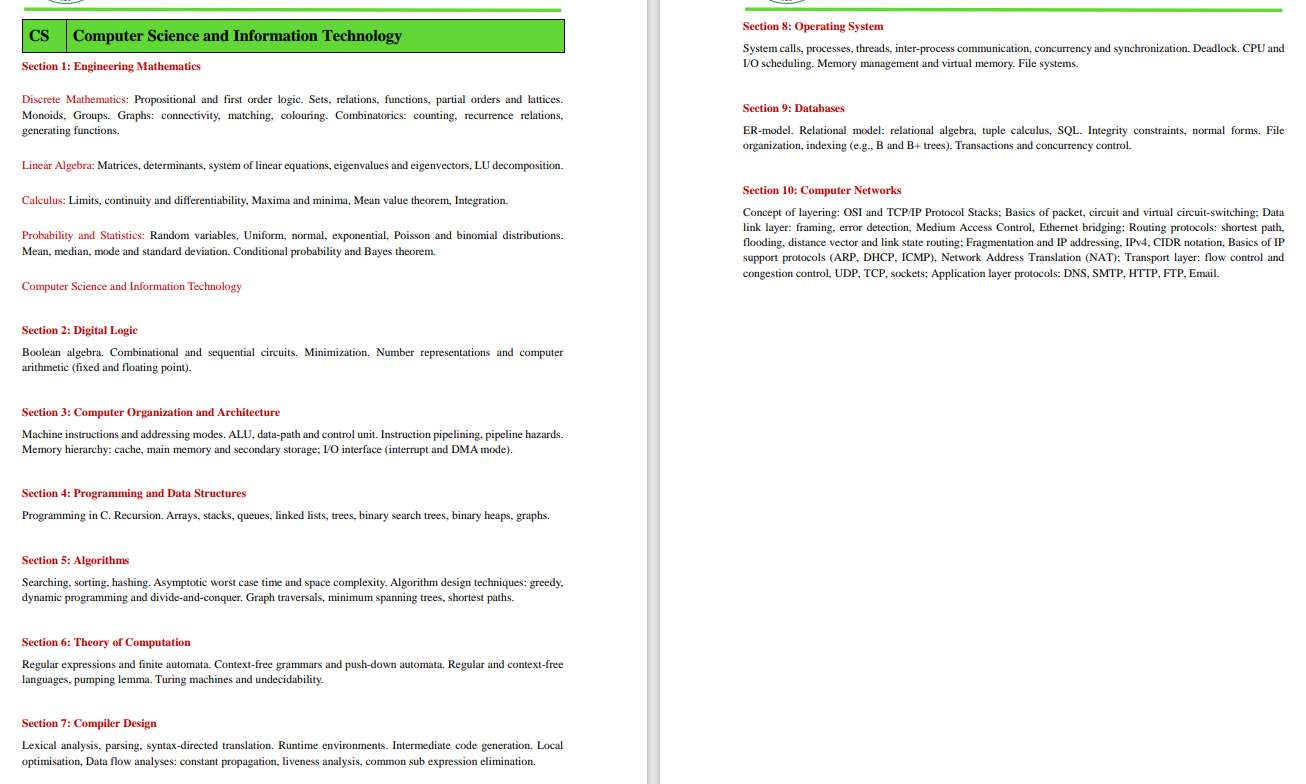 CS Computer Science and Information Technology
Section 1: Engineering Mathematics
Discrete Mathematics: Propositional and first order logic. Sets, relations, functions, partial orders and lattices.
Monoids, Groups. Graphs: connectivity, matching, colouring. Combinatorics: counting, recurrence relations,
generating functions.
Linear Algebra: Matrices, determinants, system of linear equations, eigenvalues and eigenvectors, LU decomposition.
Calculus: Limits, continuity and differentiability, Maxima and minima, Mean value theorem, Integration.
Probability and Statistics: Random variables, Uniform, normal, exponential, Poisson and binomial distributions.
Mean, median, mode and standard deviation. Conditional probability and Bayes theorem.
Computer Science and Information Technology
Section 2: Digital Logic
Boolean algebra. Combinational and sequential circuits. Minimization. Number representations and computer
arithmetic (fixed and floating point).
Section 3: Computer Organization and Architecture
Machine instructions and addressing modes. ALU, data-path and control unit. Instruction pipelining, pipeline hazards.
Memory hierarchy: cache, main memory and secondary storage; I/O interface (interrupt and DMA mode).
Section 4: Programming and Data Structures
Programming in C. Recursion. Arrays, stacks, queues, linked lists, trees, binary search trees, binary heaps, graphs.
Section 5: Algorithms
Searching, sorting, hashing. Asymptotic worst case time and space complexity. Algorithm design techniques: greedy,
dynamic programming and divide-and-conquer. Graph traversals, minimum spanning trees, shortest paths.
Section 6: Theory of Computation
Regular expressions and finite automata. Context-free grammars and push-down automata. Regular and context-free
languages, pumping lemma. Turing machines and undecidability.
Section 7: Compiler Design
Lexical analysis, parsing, syntax-directed translation. Runtime environments. Intermediate code generation. Local
optimisation, Data flow analyses: constant propagation, liveness analysis, common sub expression elimination.
Section 8: Operating System
System calls, processes, threads, inter-process communication, concurrency and synchronization. Deadlock. CPU and
I/O scheduling. Memory management and virtual memory. File systems.
Section 9: Databases
ER-model. Relational model: relational algebra, tuple calculus, SQL. Integrity constraints, normal forms. File
organization, indexing (e.g., B and B+ trees). Transactions and concurrency control.
Section 10: Computer Networks
Concept of layering: OSI and TCP/IP Protocol Stacks; Basics of packet, circuit and virtual circuit-switching; Data
link layer: framing, error detection, Medium Access Control, Ethernet bridging; Routing protocols: shortest path,
flooding, distance vector and link state routing; Fragmentation and IP addressing, IPv4, CIDR notation, Basics of IP
support protocols (ARP, DHCP, ICMP), Network Address Translation (NAT); Transport layer: flow control and
congestion control, UDP, TCP, sockets; Application layer protocols: DNS, SMTP, HTTP, FTP, Email.